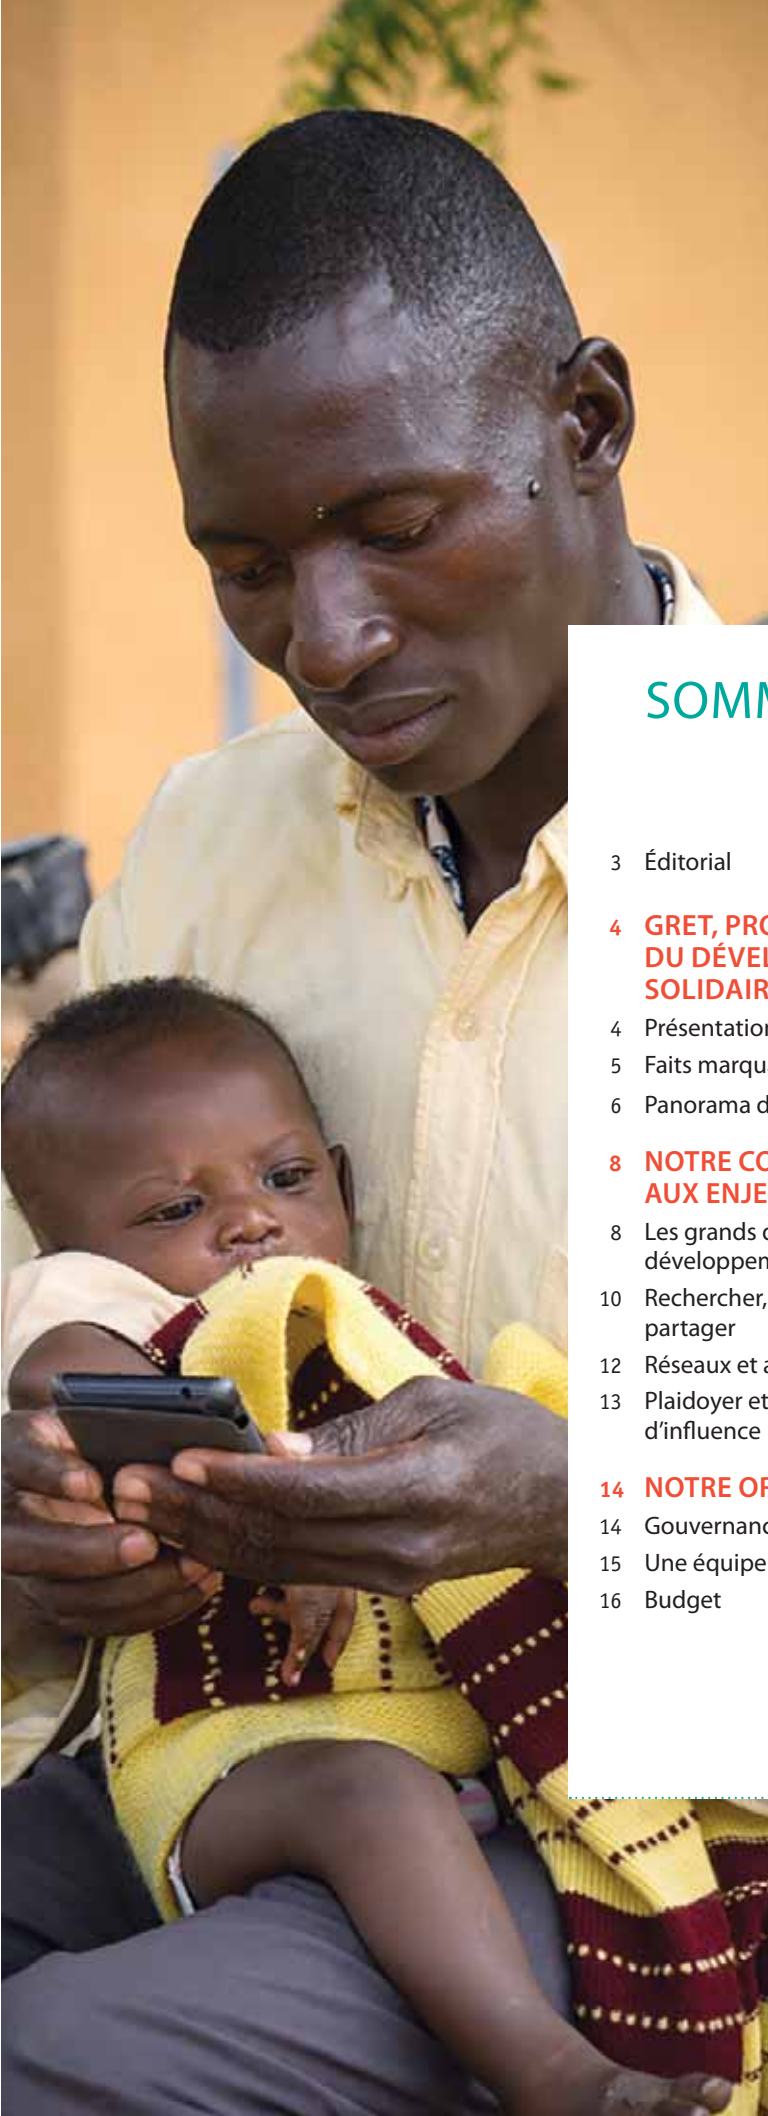 SOMM
3 Éditorial
4 GRET, PRO
DU DÉVEL
SOLIDAIR
4 Présentation
5 Faits marqu
6 Panorama d
8 NOTRE CO
AUX ENJE
8 Les grands d
développem
10 Rechercher,
partager
12 Réseaux et a
13 Plaidoyer et
d’influence
14 NOTRE OR
14 Gouvernanc
15 Une équipe
16 Budget